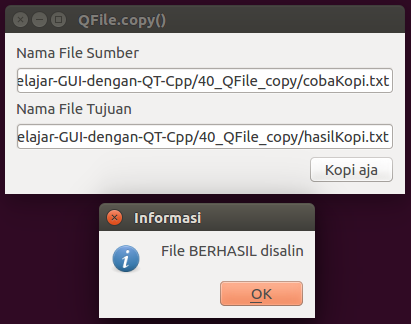 QFile.copy()
Nama File Sumber
elajar-GUI-dengan-QT-Cpp/40_QFile_copy/cobaKopi.txt
Nama File Tujuan
elajar-GUI-dengan-QT-Cpp/40_QFile_copy/hasilKopi.txt
Kopi aja
Informasi
File BERHASIL disalin
OK